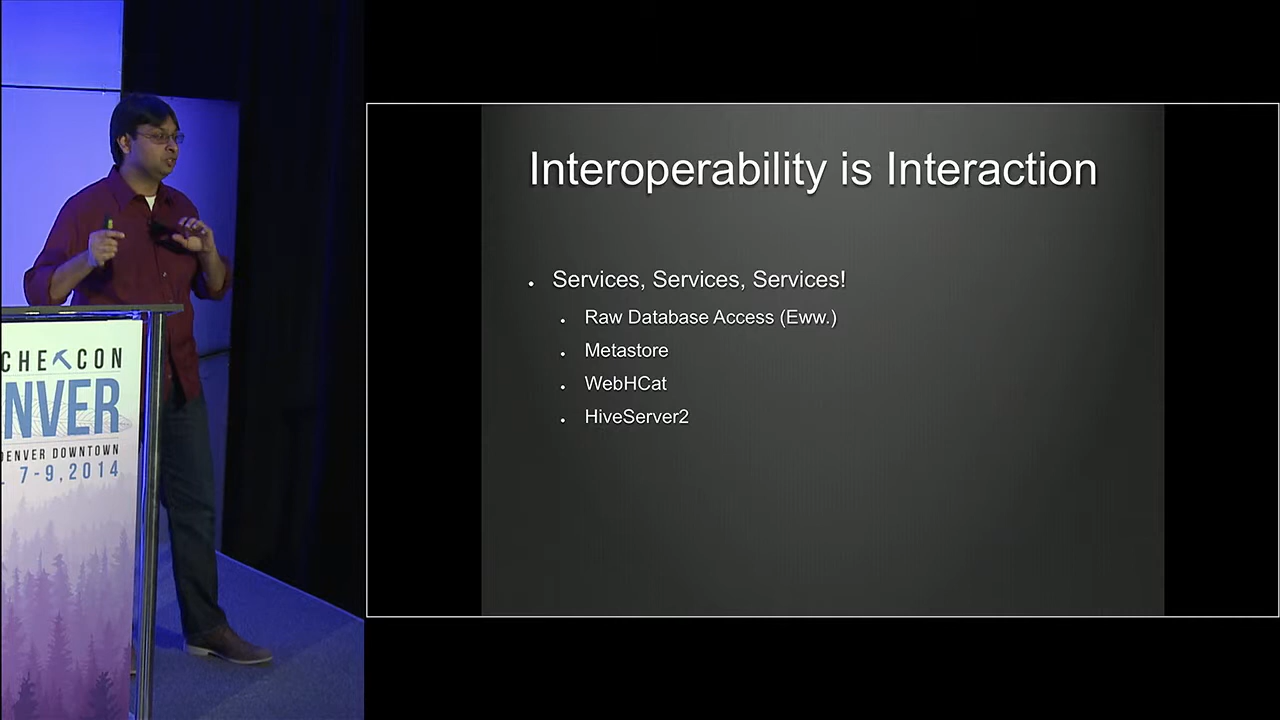 CHE CON
NVER
DENVER DOWNTOWN
7-9, 2014
Interoperability is Interaction
Services, Services, Services!
Raw Database Access (Eww.)
Metastore
WebHCat
HiveServer2